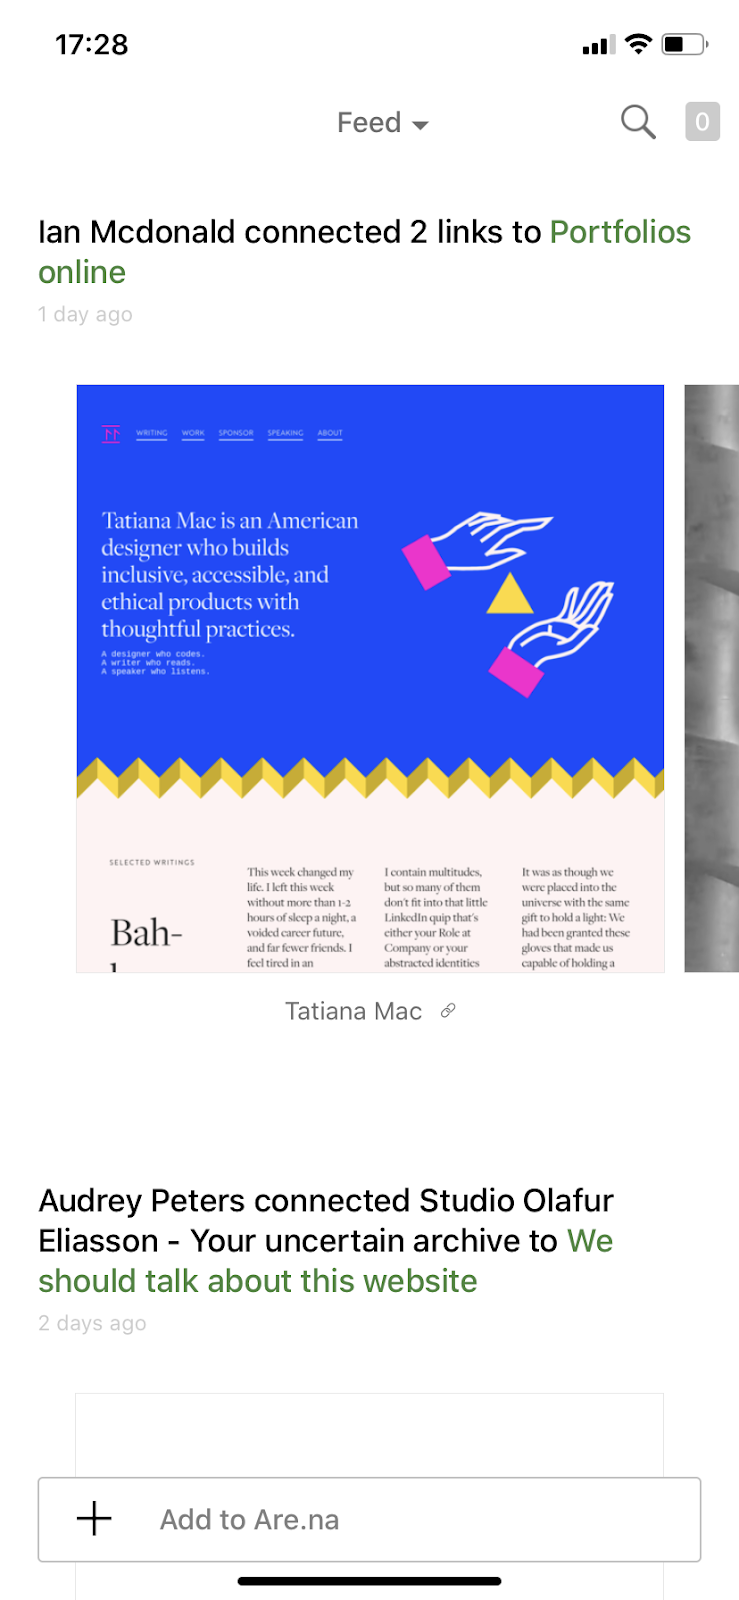 17:28
Feed
0
Ian Mcdonald connected 2 links to Portfolios
online
1 day ago
WRITING WORK SPONSOR SPEAKING ABOUT
Tatiana Mac is an American
designer who builds
inclusive, accessible, and
ethical products with
thoughtful practices.
A designer who codes.
A writer who reads.
A speaker who listens.
SELECTED WRITINGS
Bah-
This week changed my
life. I left this week
without more than 1-2
hours of sleep a night, a
voided career future,
and far fewer friends. I
feel tired in an
I contain multitudes,
but so many of them
don't fit into that little
LinkedIn quip that's
either your Role at
Company or your
abstracted identities
It was as though we
were placed into the
universe with the same
gift to hold a light: We
had been granted these
gloves that made us
capable of holding a
Tatiana Mac
Audrey Peters connected Studio Olafur
Eliasson - Your uncertain archive to We
should talk about this website
2 days ago
Add to Are.na